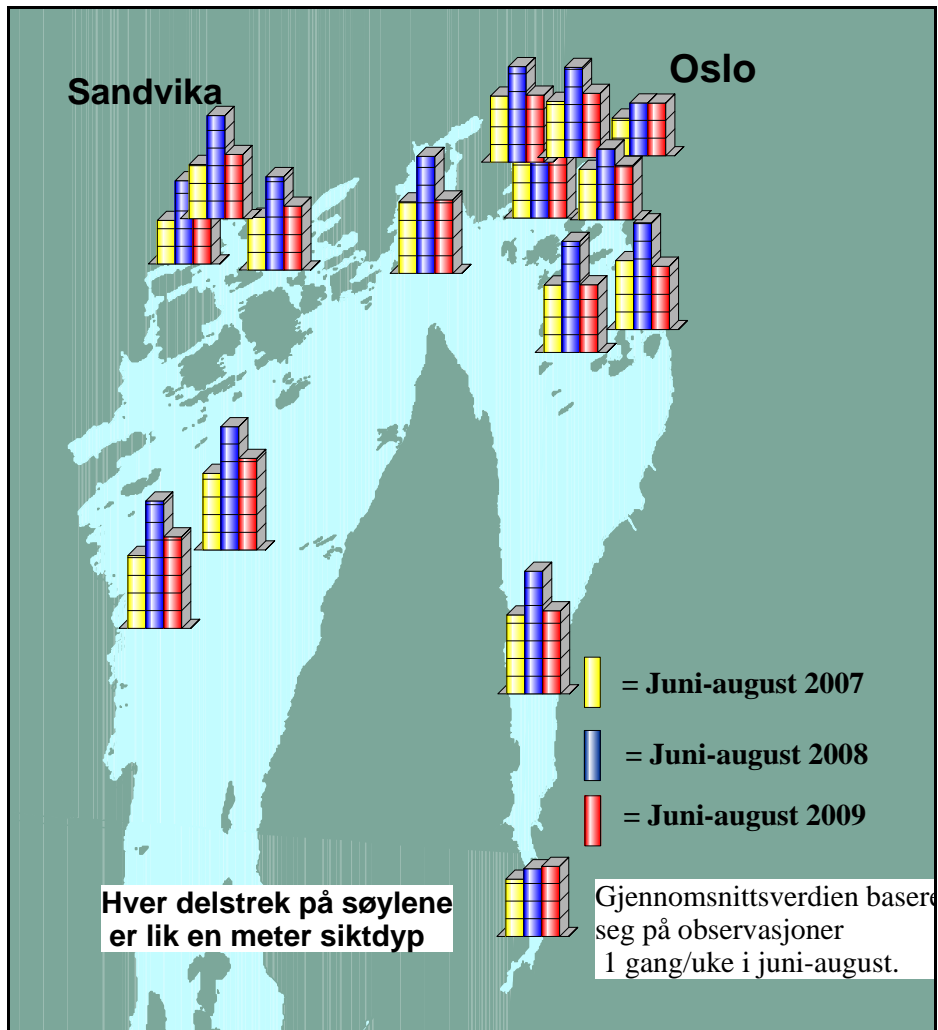 Oslo
Sandvika
= Juni-august 2007
= Juni-august 2008
= Juni-august 2009
Hver delstrek på søylene
er lik en meter siktdyp
Gjennomsnittsverdien basere
seg på observasjoner
1 gang/uke i juni-august.